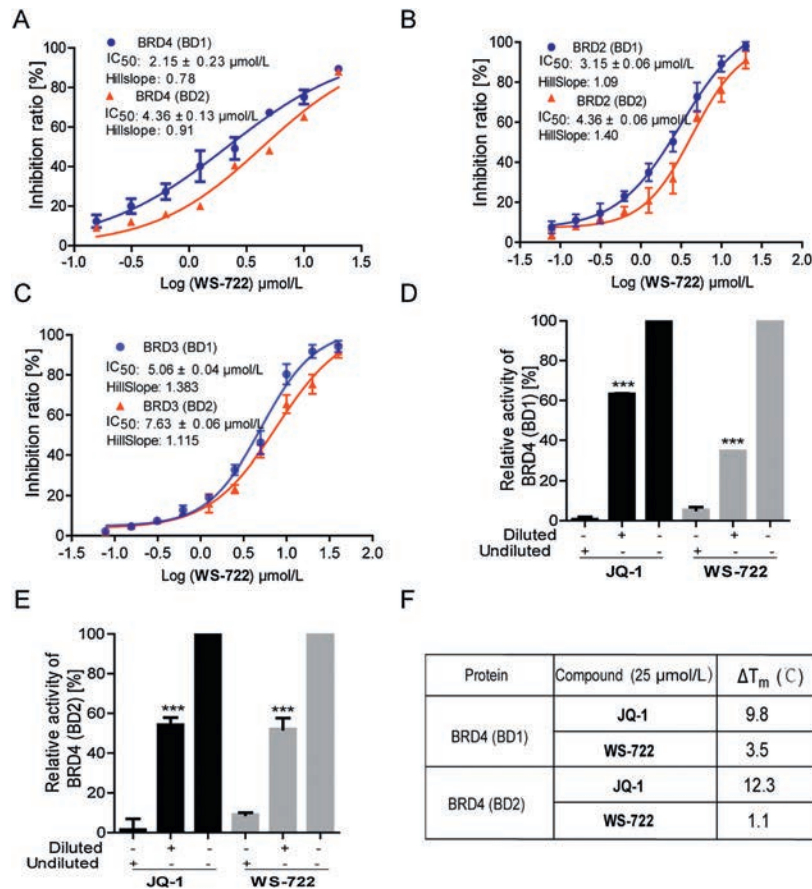 A
BRD4 (BD1)
IC50: 2.15 ± 0.23 μmol/L
Hillslope: 0.78
BRD4 (BD2)
IC50: 4.36 ± 0.13 μmol/L
Hillslope: 0.91
Inhibition ratio [%]
100
80
60
40
20
0
-1.0 -0.5 0.0 0.5 1.0 1.5
Log (WS-722) μmol/L
B
BRD2 (BD1)
IC50: 3.15 ± 0.06 μmol/L
HillSlope: 1.09
BRD2 (BD2)
IC50: 4.36 ± 0.06 μmol/L
HillSlope: 1.40
Inhibition ratio [%]
100
80
60
40
20
0
-1.5 -1.0 -0.5 0.0 0.5 1.0 1.5
Log (WS-722) μmol/L
C
BRD3 (BD1)
IC50: 5.06 ± 0.04 μmol/L
HillSlope: 1.383
BRD3 (BD2)
IC50: 7.63 ± 0.06 μmol/L
HillSlope: 1.115
Inhibition ratio [%]
100
80
60
40
20
0
-1.5 -1.0 -0.5 0.0 0.5 1.0 1.5 2.0
Log (WS-722) μmol/L
D
Relative activity of
BRD4 (BD1) [%]
100
80
60
40
20
0
***
***
Diluted - + - - + -
Undiluted + - - + - -
JQ-1 WS-722
E
Relative activity of
BRD4 (BD2) [%]
100
80
60
40
20
0
***
***
Diluted - + - - + -
Undiluted + - - + - -
JQ-1 WS-722
F
Protein Compound (25 μmol/L) ΔTm (℃)
BRD4 (BD1)
JQ-1 9.8
WS-722 3.5
BRD4 (BD2)
JQ-1 12.3
WS-722 1.1